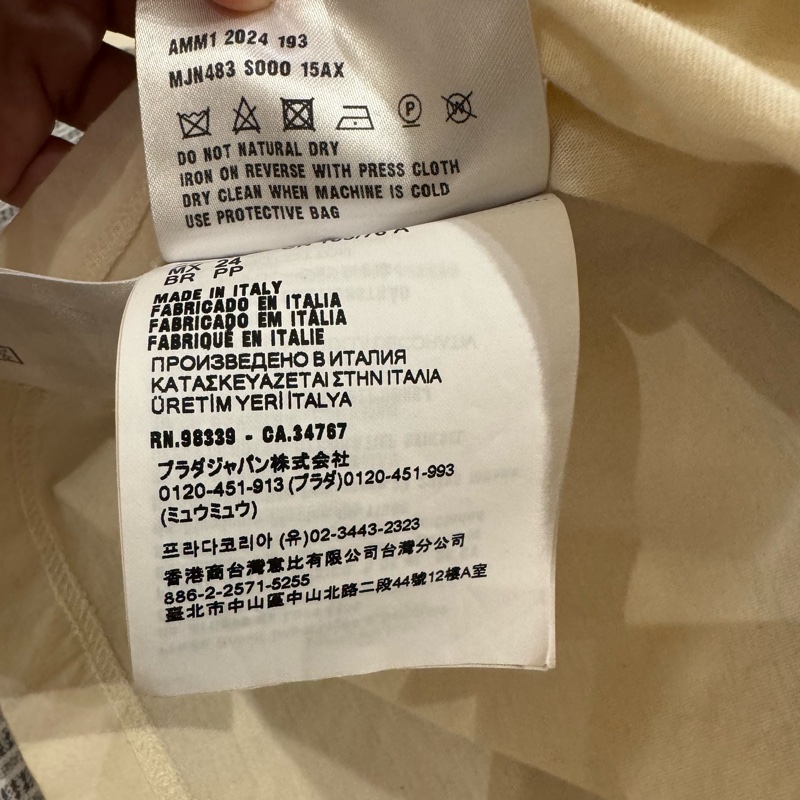 AMM1 2024 193
MJN483 S000 15AX
P
W
DO NOT NATURAL DRY
IRON ON REVERSE WITH PRESS CLOTH
DRY CLEAN WHEN MACHINE IS COLD
USE PROTECTIVE BAG
MX 24
BR PP
MADE IN ITALY
FABRICADO EN ITALIA
FABRICADO EM ITÁLIA
FABRIQUÉ EN ITALIE
ПРОИЗВЕДЕНО В ИТАЛИЯ
ΚΑΤΑΣΚΕΥΑΖΕΤΑΙ ΣΤΗΝ ΙΤΑΛΙΑ
ÜRETİM YERİ İTALYA
RN.98339 - CA.34767
プラダジャパン株式会社
0120-451-913 (プラダ)0120-451-993
(ミュウミュウ)
프라다코리아 (유)02-3443-2323
香港商台灣意比有限公司台灣分公司
886-2-2571-5255
臺北市中山區中山北路二段44號12樓A室